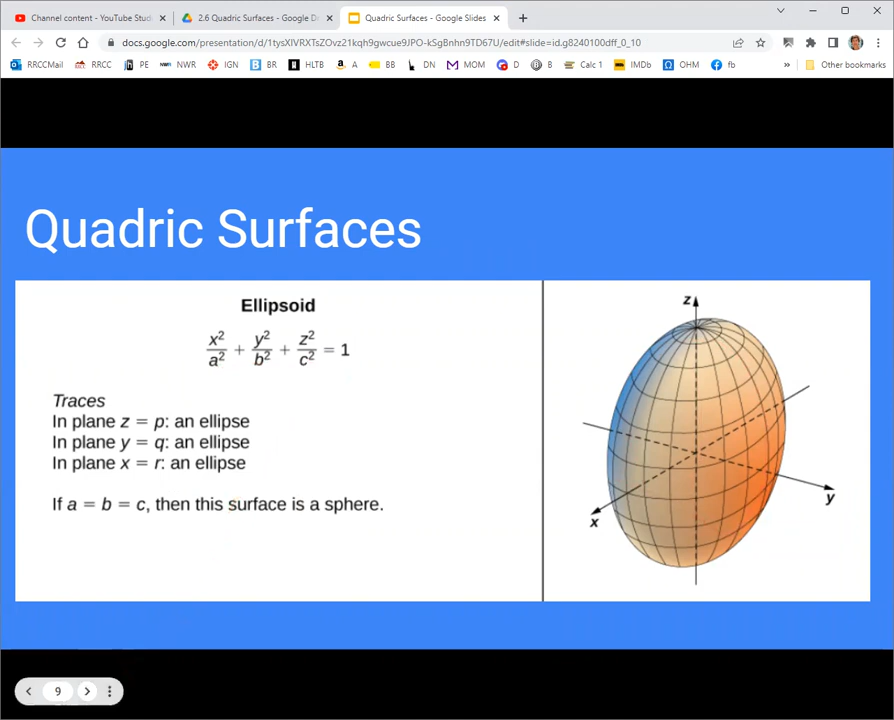 Channel content - YouTube Stud
2.6 Quadric Surfaces - Google Dr
Quadric Surfaces - Google Slides
docs.google.com/presentation/d/1tysXIVRXTsZOvz21kqh9gwcue9JPO-kSgBnhn9TD67U/edit#slide=id.g8240100dff_0_10
RRCCMail RRCC PE NWR IGN BR HLTB A BB DN MOM D B Calc 1 IMDb OHM fb » Other bookmarks
Quadric Surfaces
Ellipsoid
x²/a² + y²/b² + z²/c² = 1
Traces
In plane z = p: an ellipse
In plane y = q: an ellipse
In plane x = r: an ellipse
If a = b = c, then this surface is a sphere.
z
y
x
9